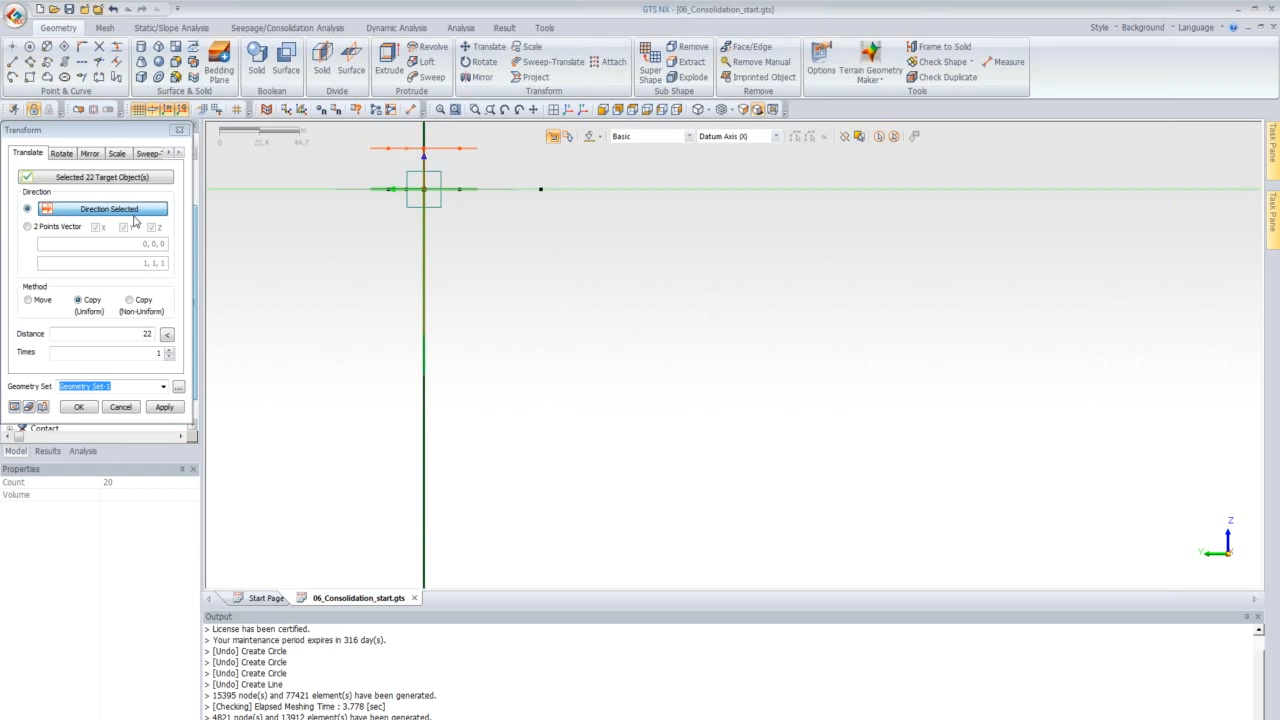 GTS NX - [06_Consolidation_start.gts]
Geometry Mesh Static/Slope Analysis Seepage/Consolidation Analysis Dynamic Analysis Analysis Result Tools
Style Background Language
Revolve Translate Scale Remove Face/Edge Frame to Solid
Loft Rotate Sweep-Translate Attach Extract Remove Manual Check Shape Measure
Bedding Plane Solid Surface Solid Surface Extrude Sweep Mirror Project Super Shape Explode Imprinted Object Options Terrain Geometry Maker Check Duplicate
Point & Curve Surface & Solid Boolean Divide Protrude Transform Sub Shape Remove Tools
Transform
0 22.4 44.7
Basic Datum Axis (X)
Translate Rotate Mirror Scale Sweep-
Selected 22 Target Object(s)
Direction
Direction Selected
2 Points Vector X Y Z
0, 0, 0
1, 1, 1
Method
Move Copy (Uniform) Copy (Non-Uniform)
Distance 22 <
Times 1
Geometry Set Geometry Set-1 ...
OK Cancel Apply
Contact
Model Results Analysis
Properties
Count 20
Volume
Task Pane
Task Pane
Z
Y X
Start Page 06_Consolidation_start.gts
Output
> License has been certified.
> Your maintenance period expires in 316 day(s).
> [Undo] Create Circle
> [Undo] Create Circle
> [Undo] Create Circle
> [Undo] Create Line
> 15395 node(s) and 77421 element(s) have been generated.
> [Checking] Elapsed Meshing Time : 3.778 [sec]
> 4821 node(s) and 13912 element(s) have been generated.